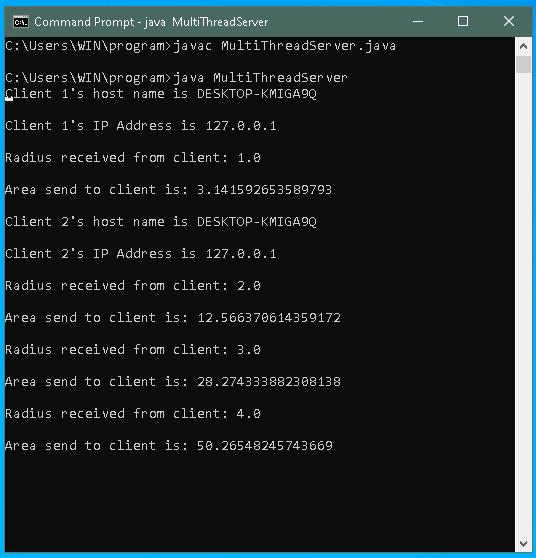 Command Prompt - java MultiThreadServer
C:\Users\WIN\program>javac MultiThreadServer.java
C:\Users\WIN\program>java MultiThreadServer
Client 1's host name is DESKTOP-KMIGA9Q
Client 1's IP Address is 127.0.0.1
Radius received from client: 1.0
Area send to client is: 3.141592653589793
Client 2's host name is DESKTOP-KMIGA9Q
Client 2's IP Address is 127.0.0.1
Radius received from client: 2.0
Area send to client is: 12.566370614359172
Radius received from client: 3.0
Area send to client is: 28.274333882308138
Radius received from client: 4.0
Area send to client is: 50.26548245743669